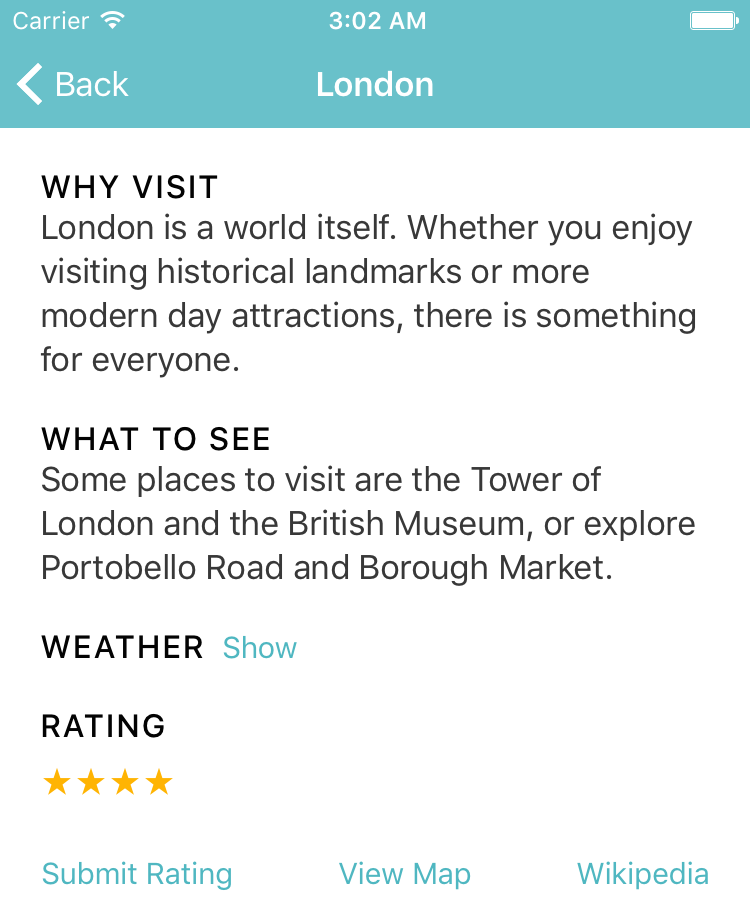 Carrier 3:02 AM
Back London
WHY VISIT
London is a world itself. Whether you enjoy
visiting historical landmarks or more
modern day attractions, there is something
for everyone.
WHAT TO SEE
Some places to visit are the Tower of
London and the British Museum, or explore
Portobello Road and Borough Market.
WEATHER Show
RATING
★★★★
Submit Rating View Map Wikipedia